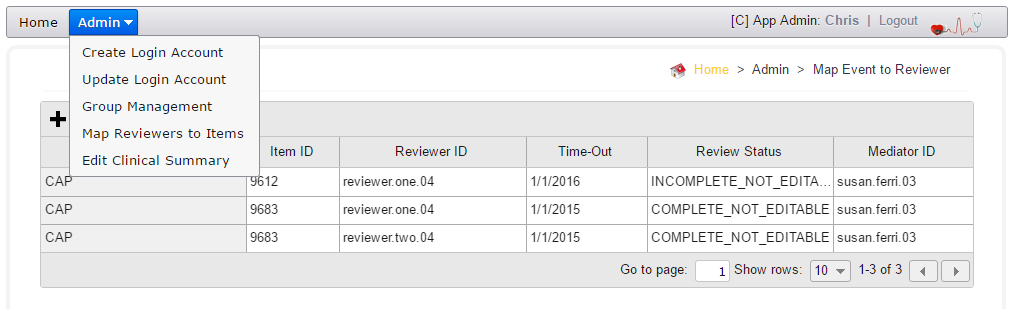 Home Admin [C] App Admin: Chris | Logout
Create Login Account
Update Login Account
Group Management
Map Reviewers to Items
Edit Clinical Summary
Home > Admin > Map Event to Reviewer
Item ID Reviewer ID Time-Out Review Status Mediator ID
CAP 9612 reviewer.one.04 1/1/2016 INCOMPLETE_NOT_EDITA... susan.ferri.03
CAP 9683 reviewer.one.04 1/1/2015 COMPLETE_NOT_EDITABLE susan.ferri.03
CAP 9683 reviewer.two.04 1/1/2015 COMPLETE_NOT_EDITABLE susan.ferri.03
Go to page: 1 Show rows: 10 1-3 of 3